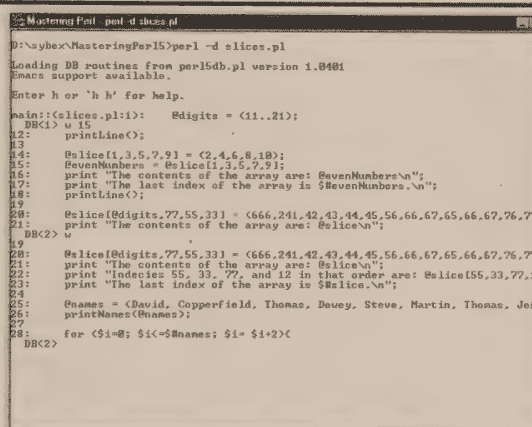 Mastering Perl - perl -d slices.pl
D:\sybex\MasteringPerl5>perl -d slices.pl
Loading DB routines from perl5db.pl version 1.0401
Emacs support available.
Enter h or `h h' for help.
main::(slices.pl:1):    @digits = (11..21);
DB<1> w 15
12:     printLine();
13
14:     @slice[1,3,5,7,9] = (2,4,6,8,10);
15:     @evenNumbers = @slice[1,3,5,7,9];
16:     print "The contents of the array are: @evenNumbers\n";
17:     print "The last index of the array is $#evenNumbers.\n";
18:     printLine();
19
20:     @slice[@digits,77,55,33] = (666,241,42,43,44,45,56,66,67,65,66,67,76,7
21:     print "The contents of the array are: @slice\n";
DB<2> w
19
20:     @slice[@digits,77,55,33] = (666,241,42,43,44,45,56,66,67,65,66,67,76,7
21:     print "The contents of the array are: @slice\n";
22:     print "Indecies 55, 33, 77, and 12 in that order are: @slice[55,33,77,
23:     print "The last index of the array is $#slice.\n";
24
25:     @names = (David, Copperfield, Thomas, Dewey, Steve, Martin, Thomas,
26:     printNames(@names);
27
28:     for ($i=0; $i<=$#names; $i= $i+2){
DB<2>